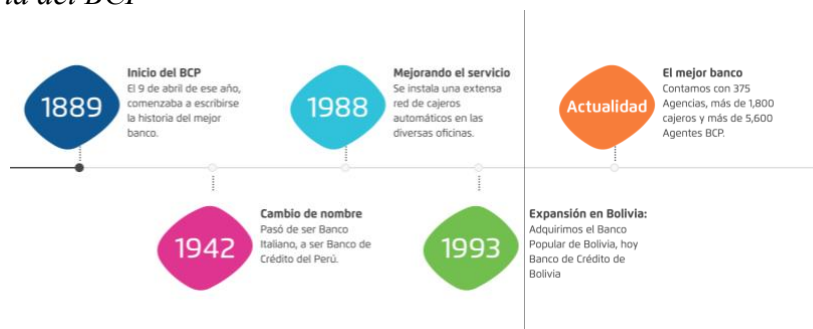 del BCP
1889
Inicio del BCP
El 9 de abril de ese año,
comenzaba a escribirse
la historia del mejor
banco.
1942
Cambio de nombre
Pasó de ser Banco
Italiano, a ser Banco de
Crédito del Perú.
1988
Mejorando el servicio
Se instala una extensa
red de cajeros
automáticos en las
diversas oficinas.
1993
Expansión en Bolivia:
Adquirimos el Banco
Popular de Bolivia, hoy
Banco de Crédito de
Bolivia
Actualidad
El mejor banco
Contamos con 375
Agencias, más de 1,800
cajeros y más de 5,600
Agentes BCP.